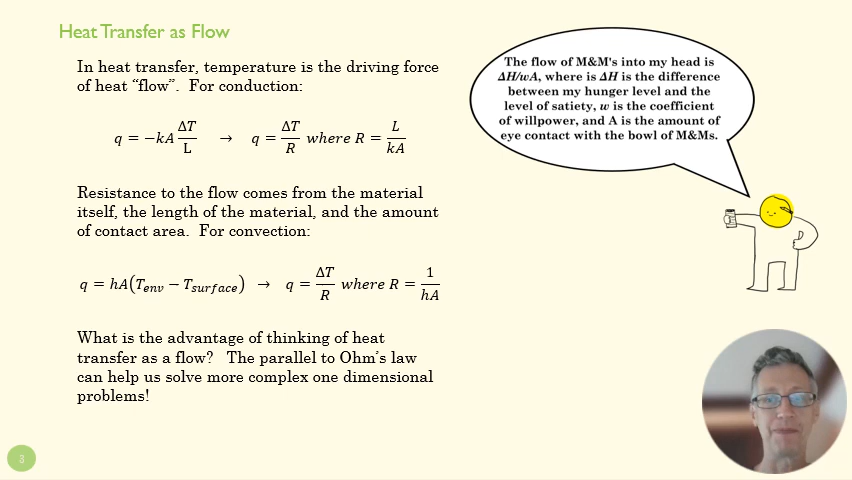 Heat Transfer as Flow
In heat transfer, temperature is the driving force
of heat “flow”.  For conduction:
q = −kA ΔT/L → q = ΔT/R where R = L/kA
Resistance to the flow comes from the material
itself, the length of the material, and the amount
of contact area.  For convection:
q = hA(T_env − T_surface) → q = ΔT/R where R = 1/hA
What is the advantage of thinking of heat
transfer as a flow?  The parallel to Ohm’s law
can help us solve more complex one dimensional
problems!
The flow of M&M's into my head is
ΔH/wA, where is ΔH is the difference
between my hunger level and the
level of satiety, w is the coefficient
of willpower, and A is the amount of
eye contact with the bowl of M&Ms.
3